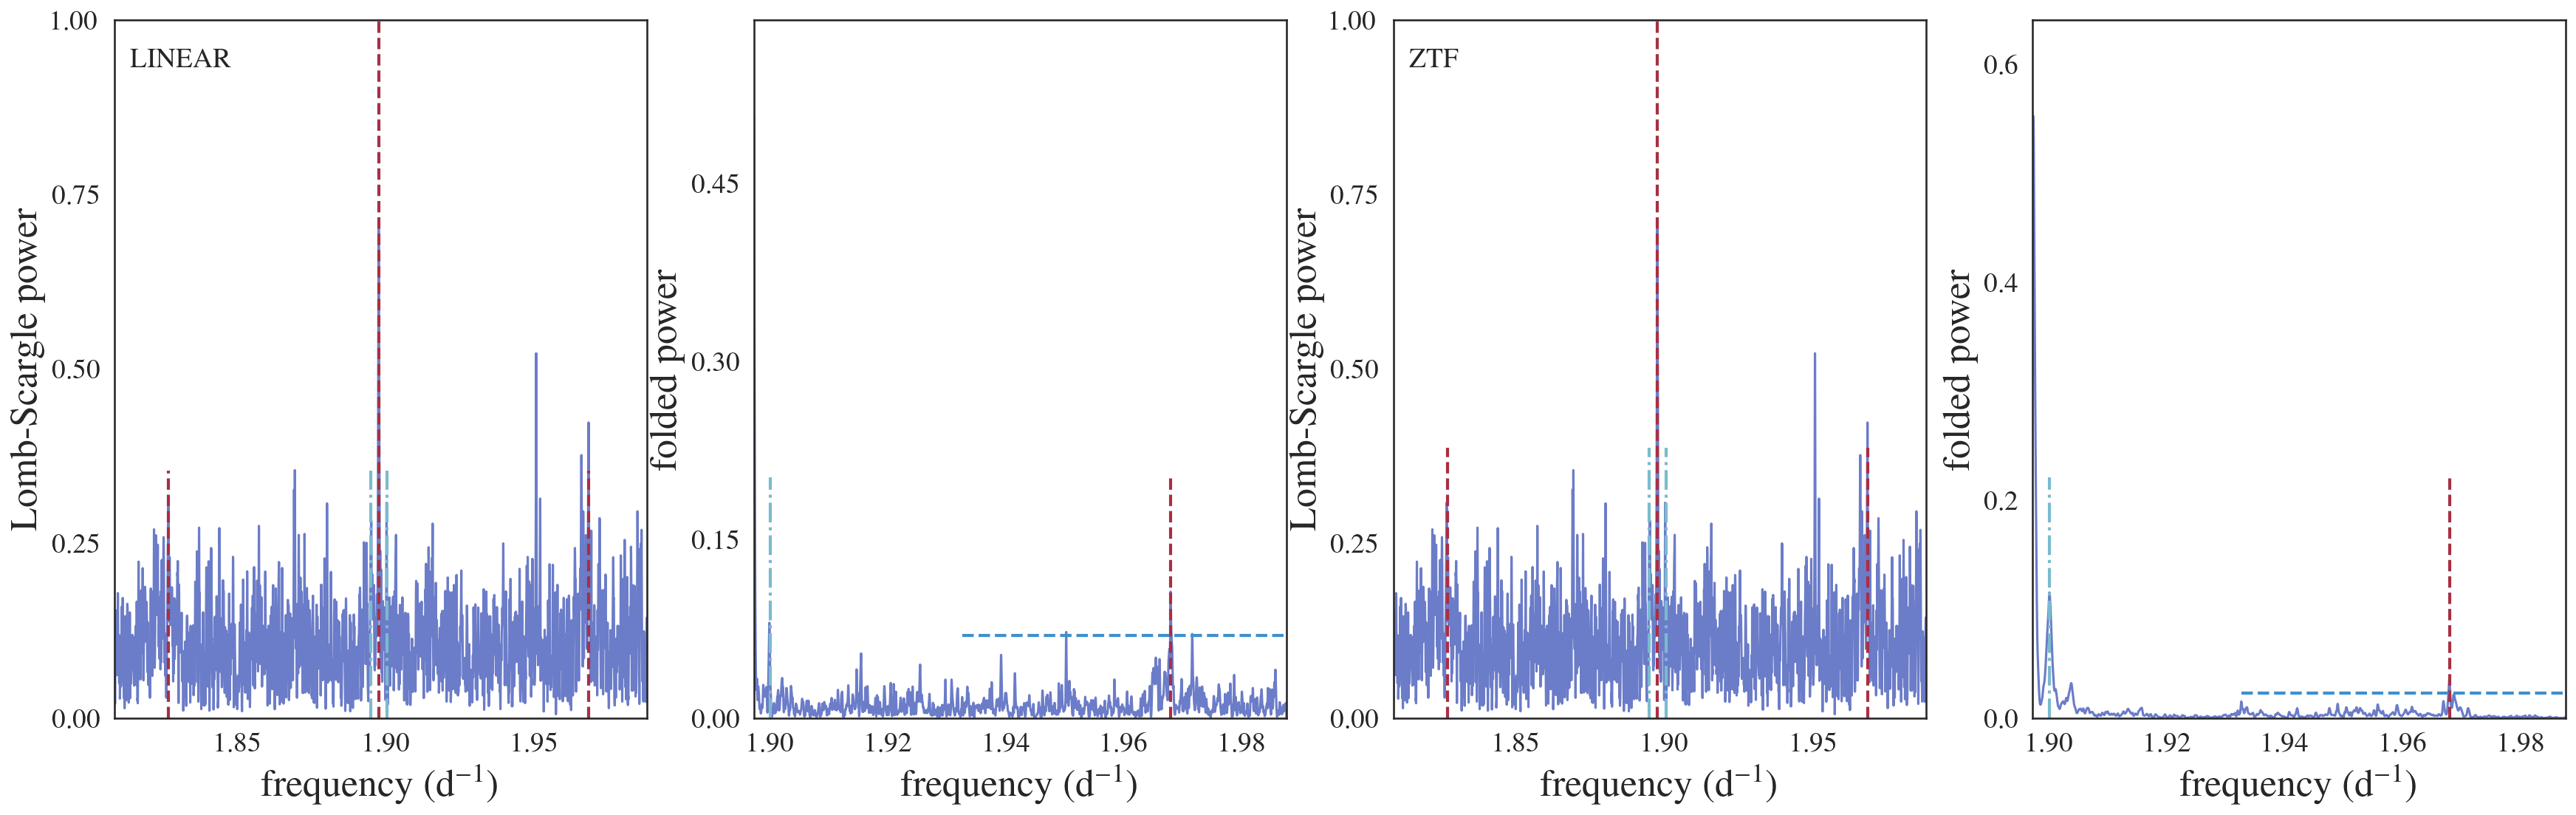 LINEAR
Lomb-Scargle power
1.00
0.75
0.50
0.25
0.00
1.85 1.90 1.95
frequency (d⁻¹)
folded power
0.45
0.30
0.15
0.00
1.90 1.92 1.94 1.96 1.98
frequency (d⁻¹)
ZTF
Lomb-Scargle power
1.00
0.75
0.50
0.25
0.00
1.85 1.90 1.95
frequency (d⁻¹)
folded power
0.6
0.4
0.2
0.0
1.90 1.92 1.94 1.96 1.98
frequency (d⁻¹)